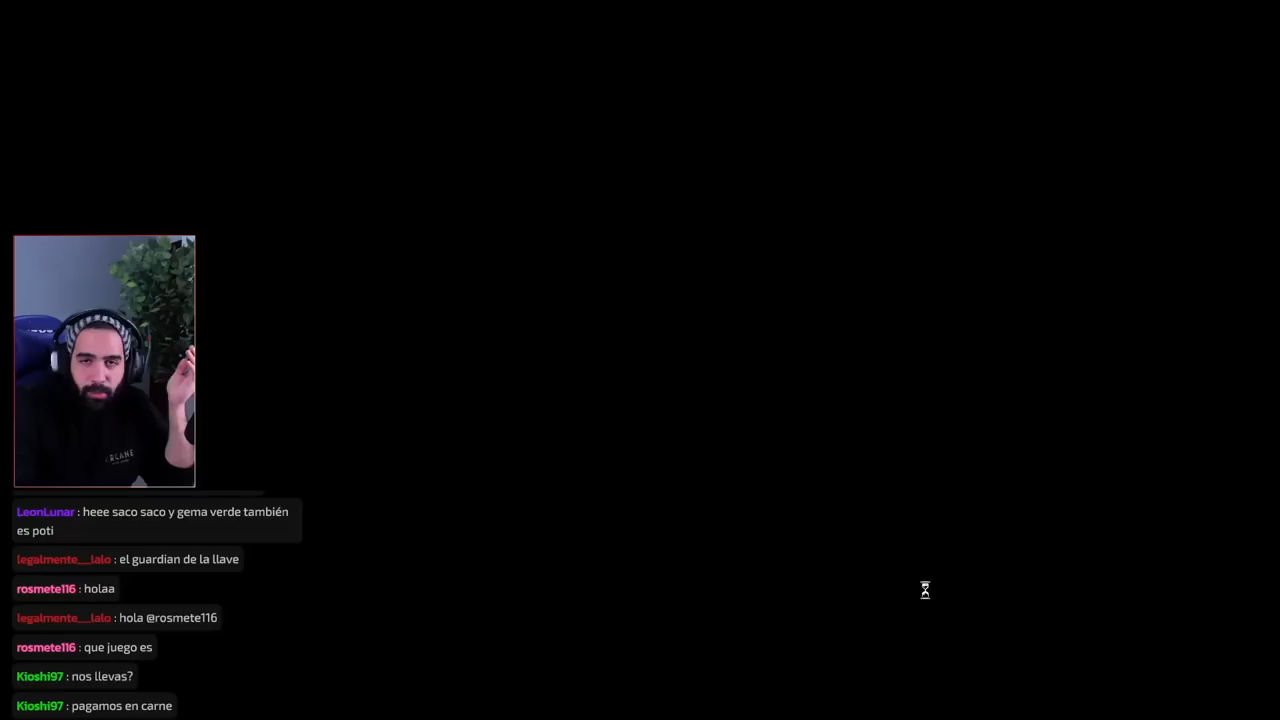 ARCANE
LeonLunar : heee saco saco y gema verde también
es poti
legalmente__lalo : el guardian de la llave
rosmete116 : holaa
legalmente__lalo : hola @rosmete116
rosmete116 : que juego es
Kioshi97 : nos llevas?
Kioshi97 : pagamos en carne